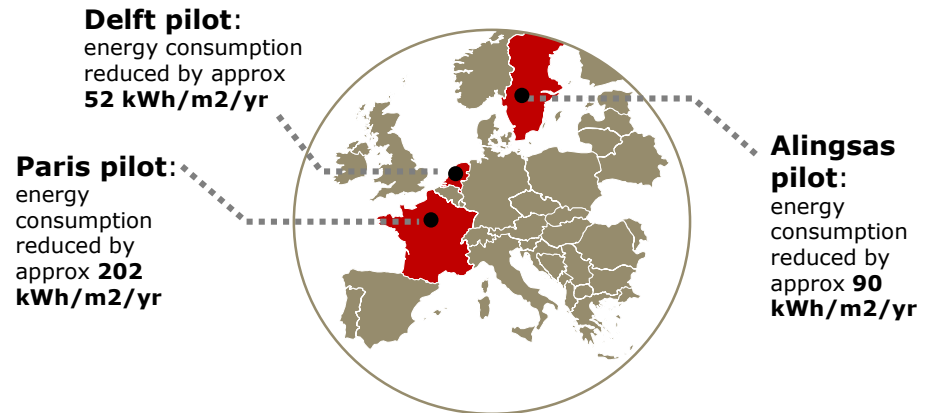 Delft pilot:
energy consumption
reduced by approx
52 kWh/m2/yr
Paris pilot:
energy
consumption
reduced by
approx 202
kWh/m2/yr
Alingsas
pilot:
energy
consumption
reduced by
approx 90
kWh/m2/yr